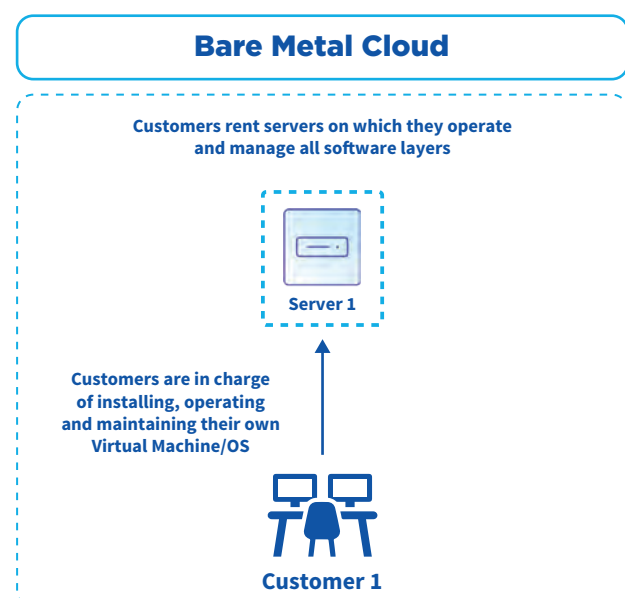 Bare Metal Cloud
Customers rent servers on which they operate
and manage all software layers
Server 1
Customers are in charge
of installing, operating
and maintaining their own
Virtual Machine/OS
Customer 1